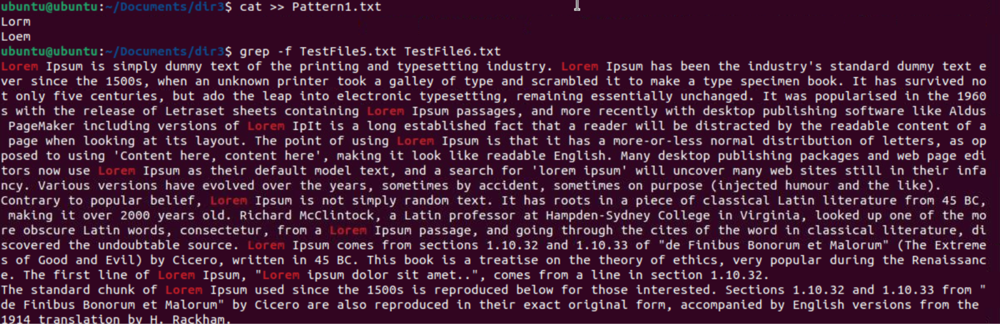 ubuntu@ubuntu:~/Documents/dir3$ cat >> Pattern1.txt
Lorm
Loem
ubuntu@ubuntu:~/Documents/dir3$ grep -f TestFile5.txt TestFile6.txt
Lorem Ipsum is simply dummy text of the printing and typesetting industry. Lorem Ipsum has been the industry's standard dummy text e
ver since the 1500s, when an unknown printer took a galley of type and scrambled it to make a type specimen book. It has survived no
t only five centuries, but ado the leap into electronic typesetting, remaining essentially unchanged. It was popularised in the 1960
s with the release of Letraset sheets containing Lorem Ipsum passages, and more recently with desktop publishing software like Aldus
 PageMaker including versions of Lorem IpIt is a long established fact that a reader will be distracted by the readable content of a
 page when looking at its layout. The point of using Lorem Ipsum is that it has a more-or-less normal distribution of letters, as op
posed to using 'Content here, content here', making it look like readable English. Many desktop publishing packages and web page edi
tors now use Lorem Ipsum as their default model text, and a search for 'lorem ipsum' will uncover many web sites still in their infa
ncy. Various versions have evolved over the years, sometimes by accident, sometimes on purpose (injected humour and the like).
Contrary to popular belief, Lorem Ipsum is not simply random text. It has roots in a piece of classical Latin literature from 45 BC,
 making it over 2000 years old. Richard McClintock, a Latin professor at Hampden-Sydney College in Virginia, looked up one of the mo
re obscure Latin words, consectetur, from a Lorem Ipsum passage, and going through the cites of the word in classical literature, di
scovered the undoubtable source. Lorem Ipsum comes from sections 1.10.32 and 1.10.33 of "de Finibus Bonorum et Malorum" (The Extreme
s of Good and Evil) by Cicero, written in 45 BC. This book is a treatise on the theory of ethics, very popular during the Renaissanc
e. The first line of Lorem Ipsum, "Lorem ipsum dolor sit amet..", comes from a line in section 1.10.32.
The standard chunk of Lorem Ipsum used since the 1500s is reproduced below for those interested. Sections 1.10.32 and 1.10.33 from "
de Finibus Bonorum et Malorum" by Cicero are also reproduced in their exact original form, accompanied by English versions from the
1914 translation by H. Rackham.